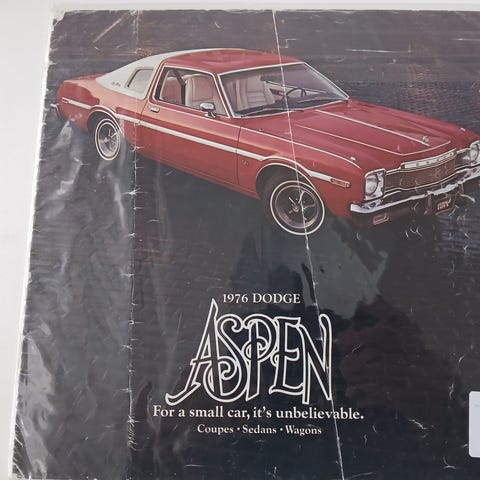 1976 DODGE
ASPEN
For a small car, it's unbelievable.
Coupes • Sedans • Wagons